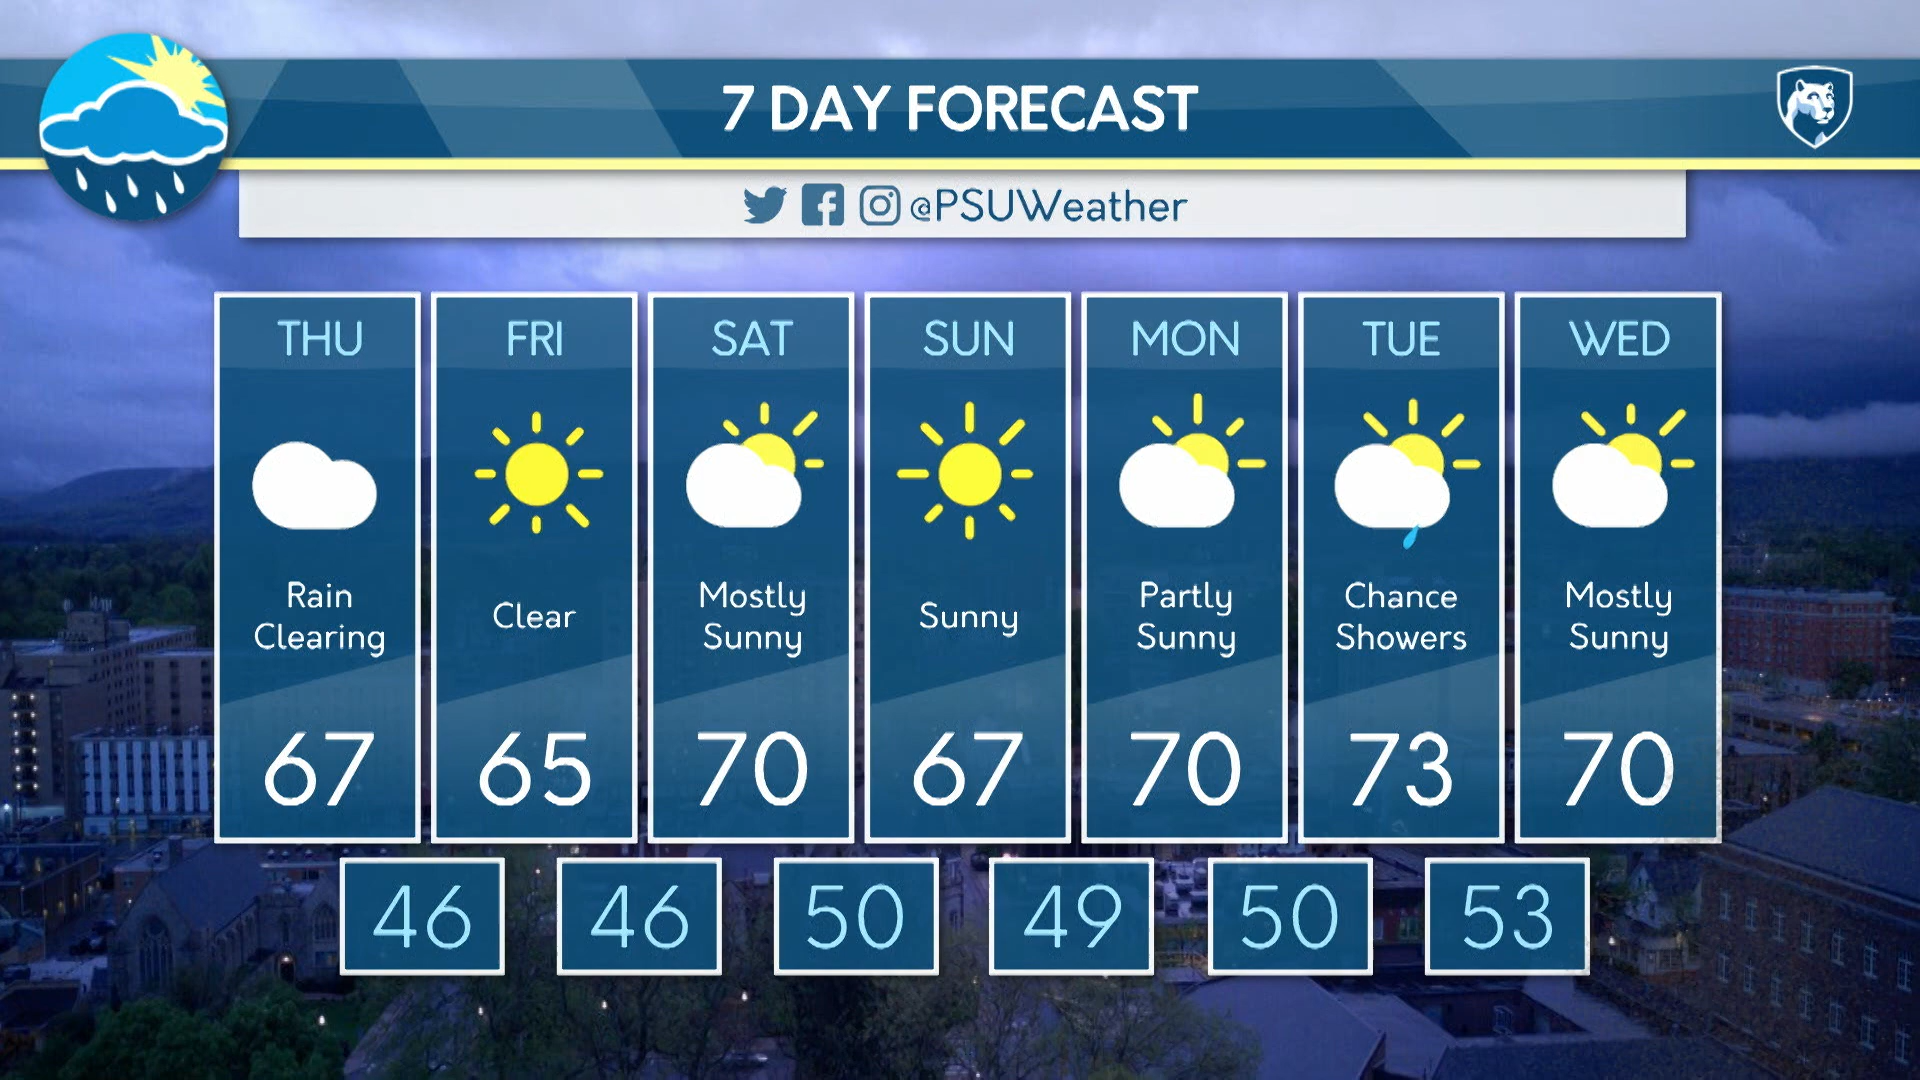 7 DAY FORECAST
@PSUWeather
THU
Rain
Clearing
67
FRI
Clear
65
SAT
Mostly
Sunny
70
SUN
Sunny
67
MON
Partly
Sunny
70
TUE
Chance
Showers
73
WED
Mostly
Sunny
70
46
46
50
49
50
53